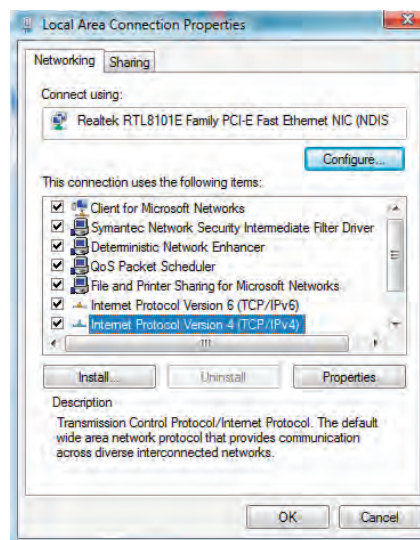 Local Area Connection Properties
Networking
Sharing
Connect using:
Realtek RTL8101E Family PCI-E Fast Ethernet NIC (NDIS
Configure...
This connection uses the following items:
Client for Microsoft Networks
Symantec Network Security Intermediate Filter Driver
Deterministic Network Enhancer
QoS Packet Scheduler
File and Printer Sharing for Microsoft Networks
Internet Protocol Version 6 (TCP/IPv6)
Internet Protocol Version 4 (TCP/IPv4)
Install...
Uninstall
Properties
Description
Transmission Control Protocol/Internet Protocol. The default
wide area network protocol that provides communication
across diverse interconnected networks.
OK
Cancel